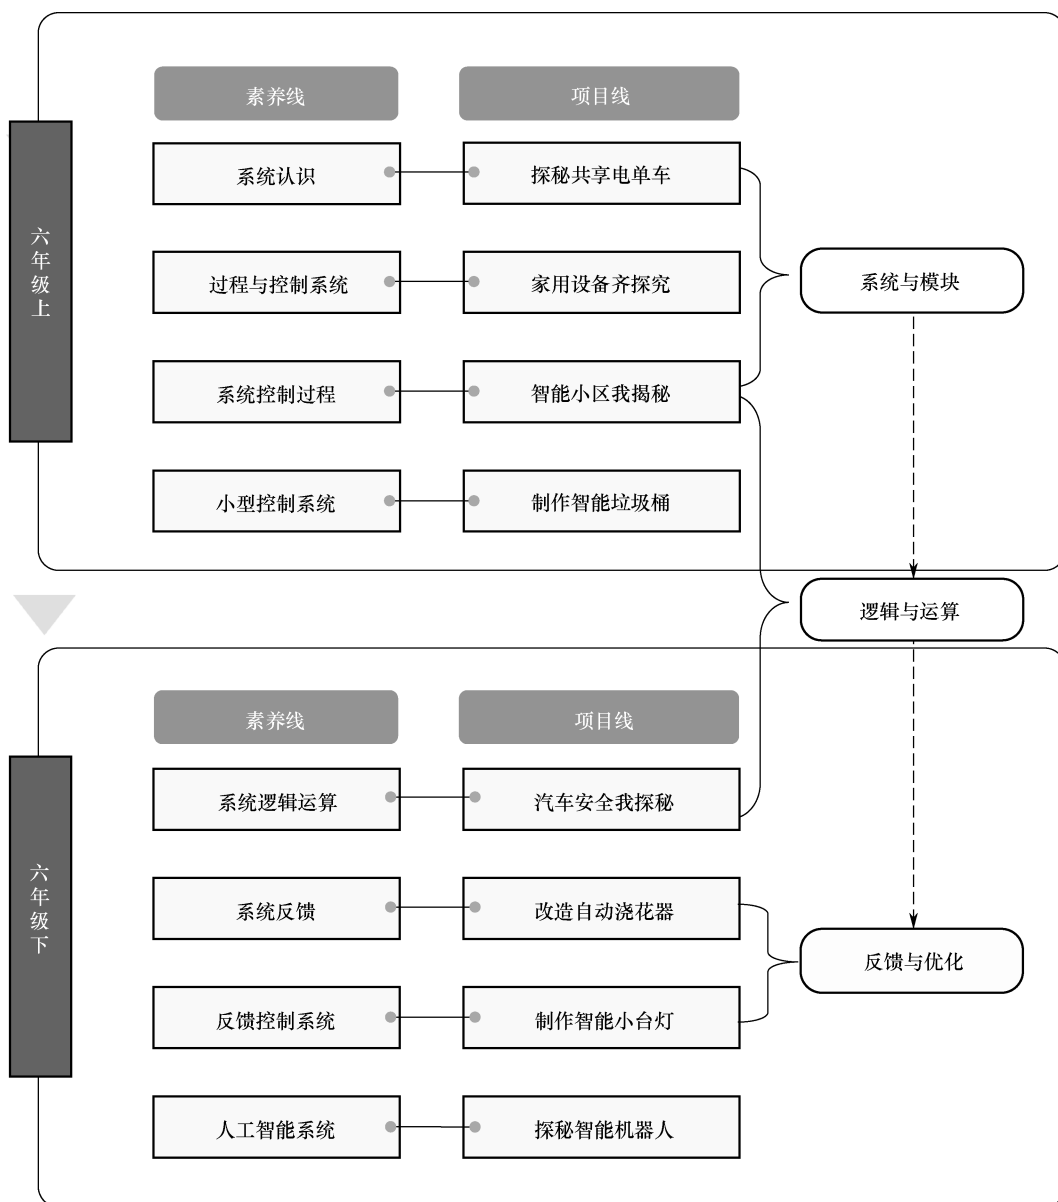 六年级上
素养线
项目线
系统认识
探秘共享电单车
过程与控制系统
家用设备齐探究
系统与模块
系统控制过程
智能小区我揭秘
小型控制系统
制作智能垃圾桶
逻辑与运算
六年级下
素养线
项目线
系统逻辑运算
汽车安全我探秘
系统反馈
改造自动浇花器
反馈与优化
反馈控制系统
制作智能小台灯
人工智能系统
探秘智能机器人